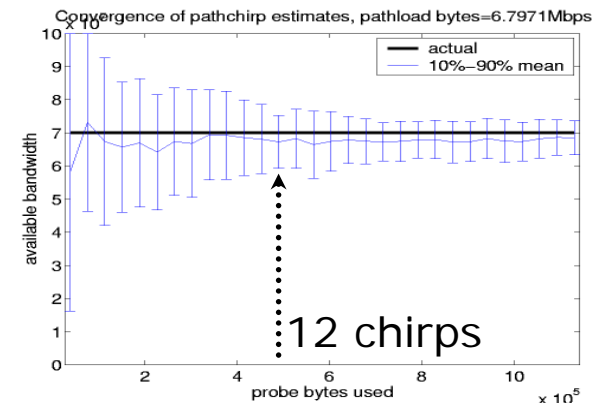 Convergence of pathchirp estimates, pathload bytes=6.7971Mbps
actual
10%-90% mean
available bandwidth
10
9
8
7
6
5
4
3
2
1
0
12 chirps
2
4
6
8
10
probe bytes used
x 10^5